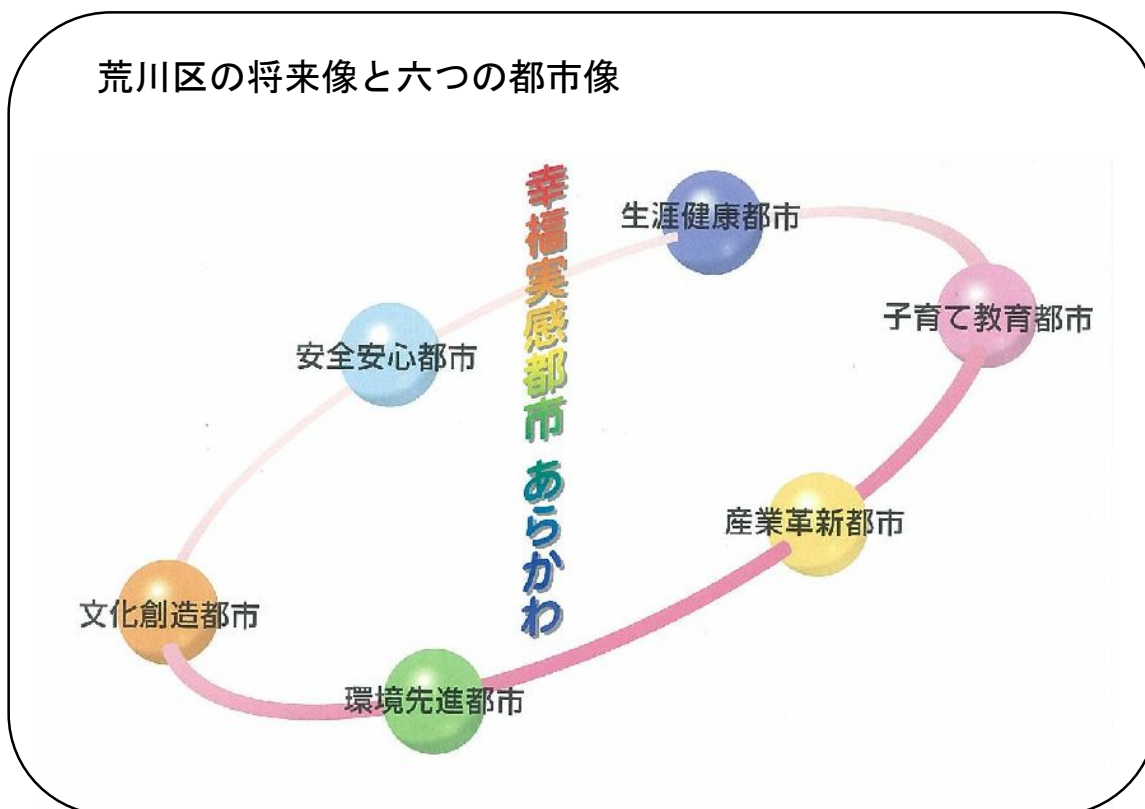 荒川区の将来像と六つの都市像
幸福実感都市 あらかわ
生涯健康都市
子育て教育都市
安全安心都市
産業革新都市
文化創造都市
環境先進都市